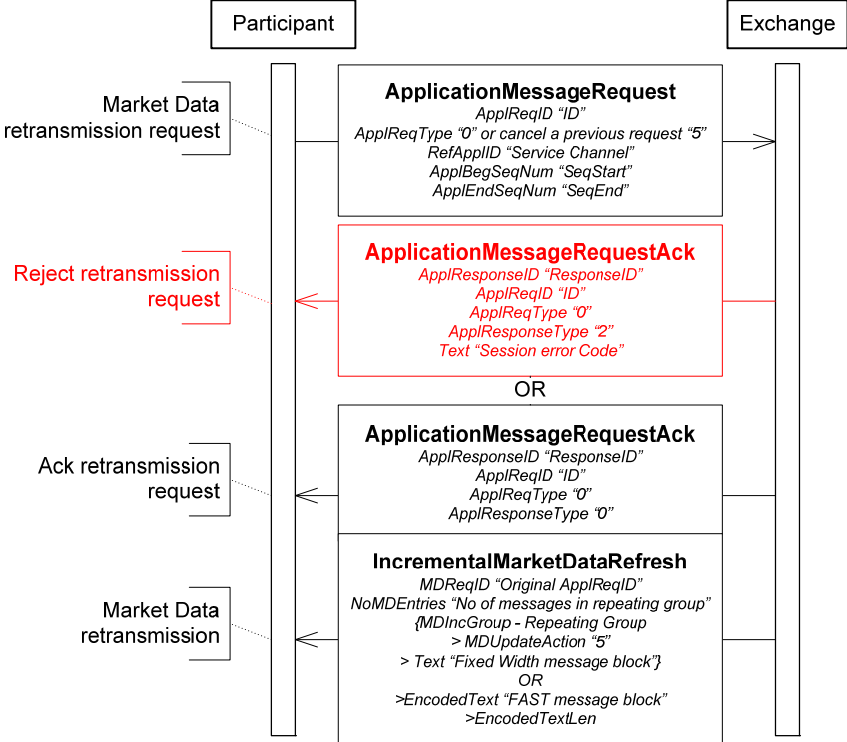 Participant
Exchange
Market Data
retransmission request
ApplicationMessageRequest
ApplReqID “ID”
ApplReqType “0” or cancel a previous request “5”
RefApplID “Service Channel”
ApplBegSeqNum “SeqStart”
ApplEndSeqNum “SeqEnd”
Reject retransmission
request
ApplicationMessageRequestAck
ApplResponseID “ResponseID”
ApplReqID “ID”
ApplReqType “0”
ApplResponseType “2”
Text “Session error Code”
OR
Ack retransmission
request
ApplicationMessageRequestAck
ApplResponseID “ResponseID”
ApplReqID “ID”
ApplReqType “0”
ApplResponseType “0”
Market Data
retransmission
IncrementalMarketDataRefresh
MDReqID “Original ApplReqID”
NoMDEntries “No of messages in repeating group”
{MDIncGroup - Repeating Group
> MDUpdateAction “5”
> Text “Fixed Width message block”}
OR
>EncodedText “FAST message block”
>EncodedTextLen